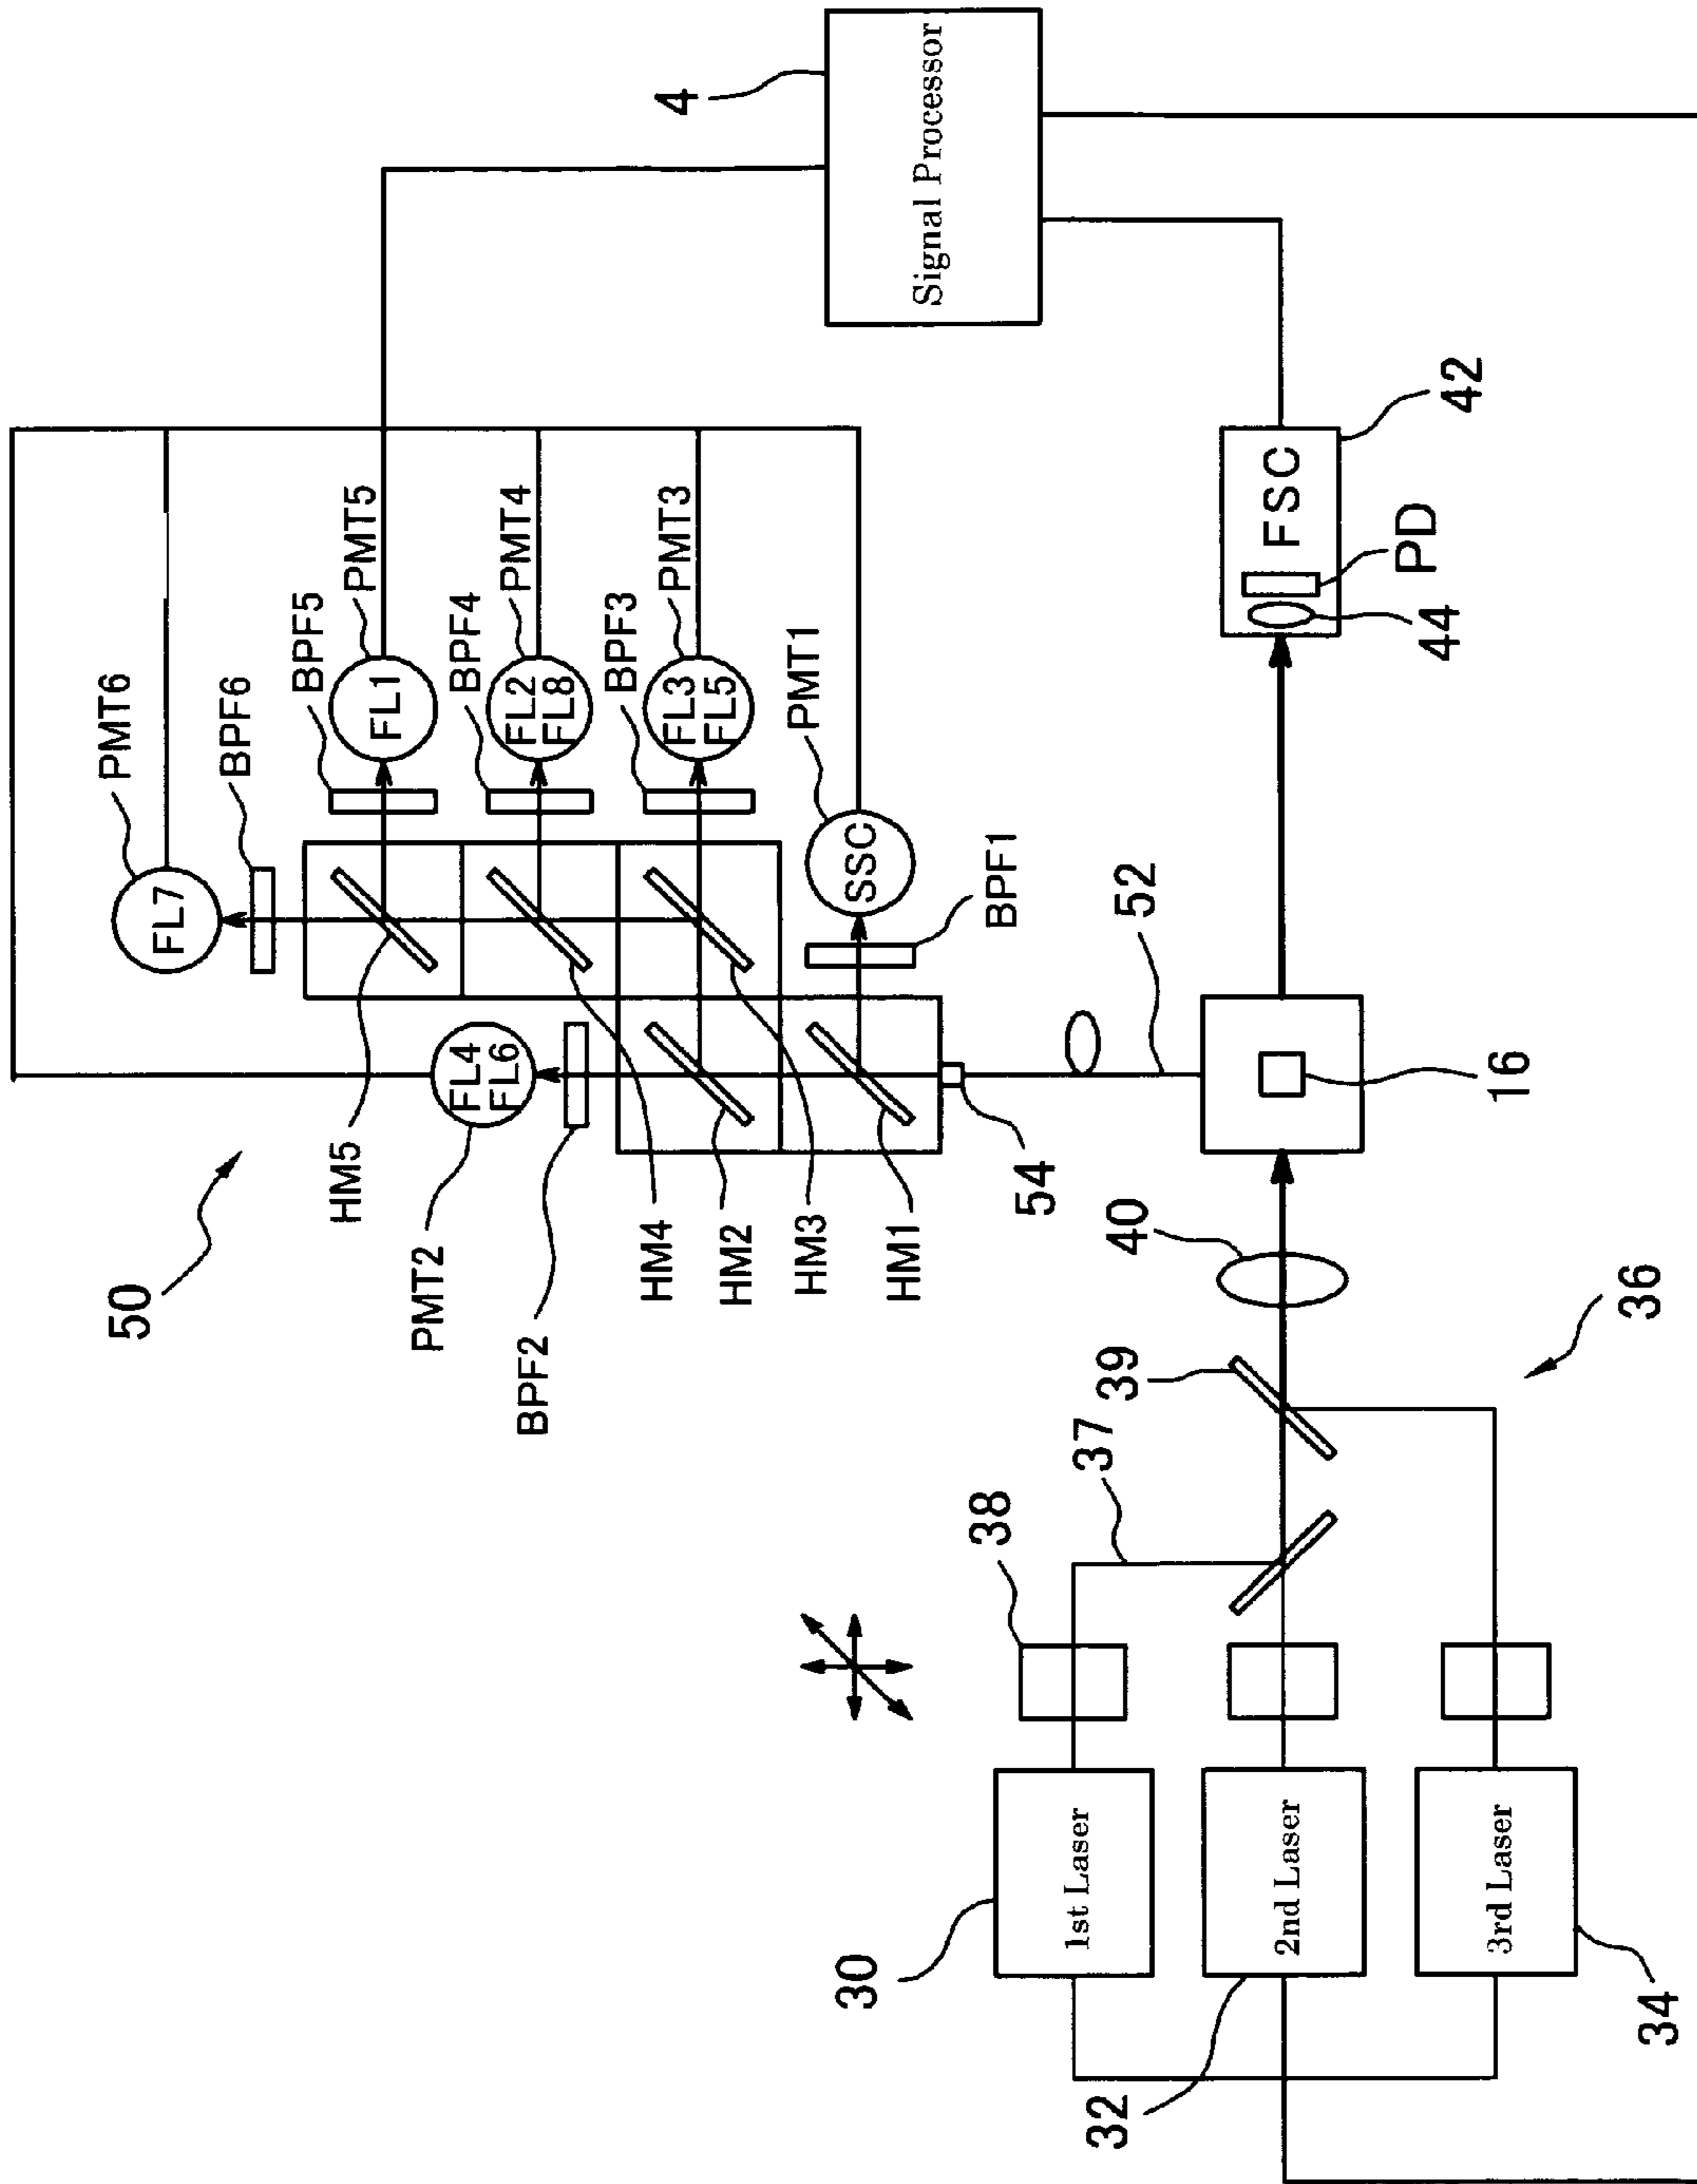 50
PMT6
FL7
BPF6
HM5
BPF5
FL1
PMT5
PMT2
FL4
FL6
BPF2
BPF4
FL2
FL8
PMT4
HM4
HM2
HM3
HM1
BPF3
FL3
FL5
PMT3
SSC
PMT1
BPF1
54
52
4
Signal Processor
30
1st Laser
38
37
39
40
16
32
2nd Laser
44
PD
FSC
42
34
3rd Laser
36